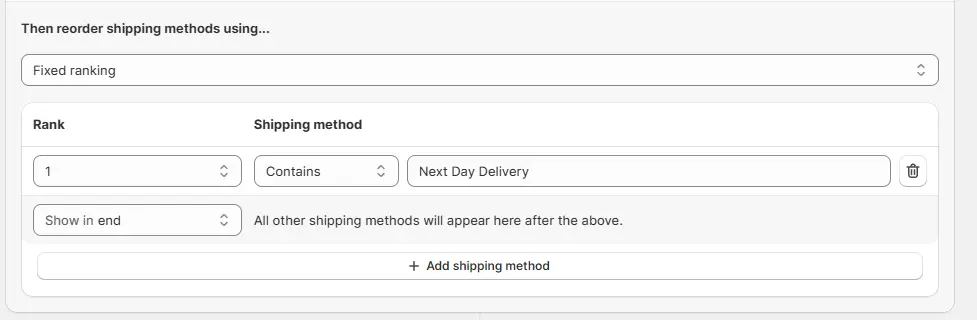 Then reorder shipping methods using...
Fixed ranking
Rank Shipping method
1 Contains Next Day Delivery
Show in end All other shipping methods will appear here after the above.
+ Add shipping method